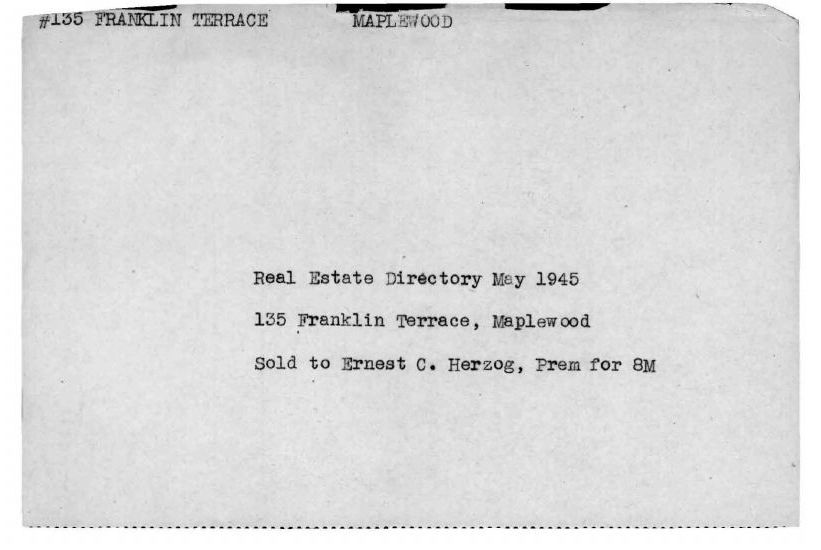 #135 FRANKLIN TERRACE MAPLEWOOD
Real Estate Directory May 1945
135 Franklin Terrace, Maplewood
Sold to Ernest C. Herzog, Prem for 8M